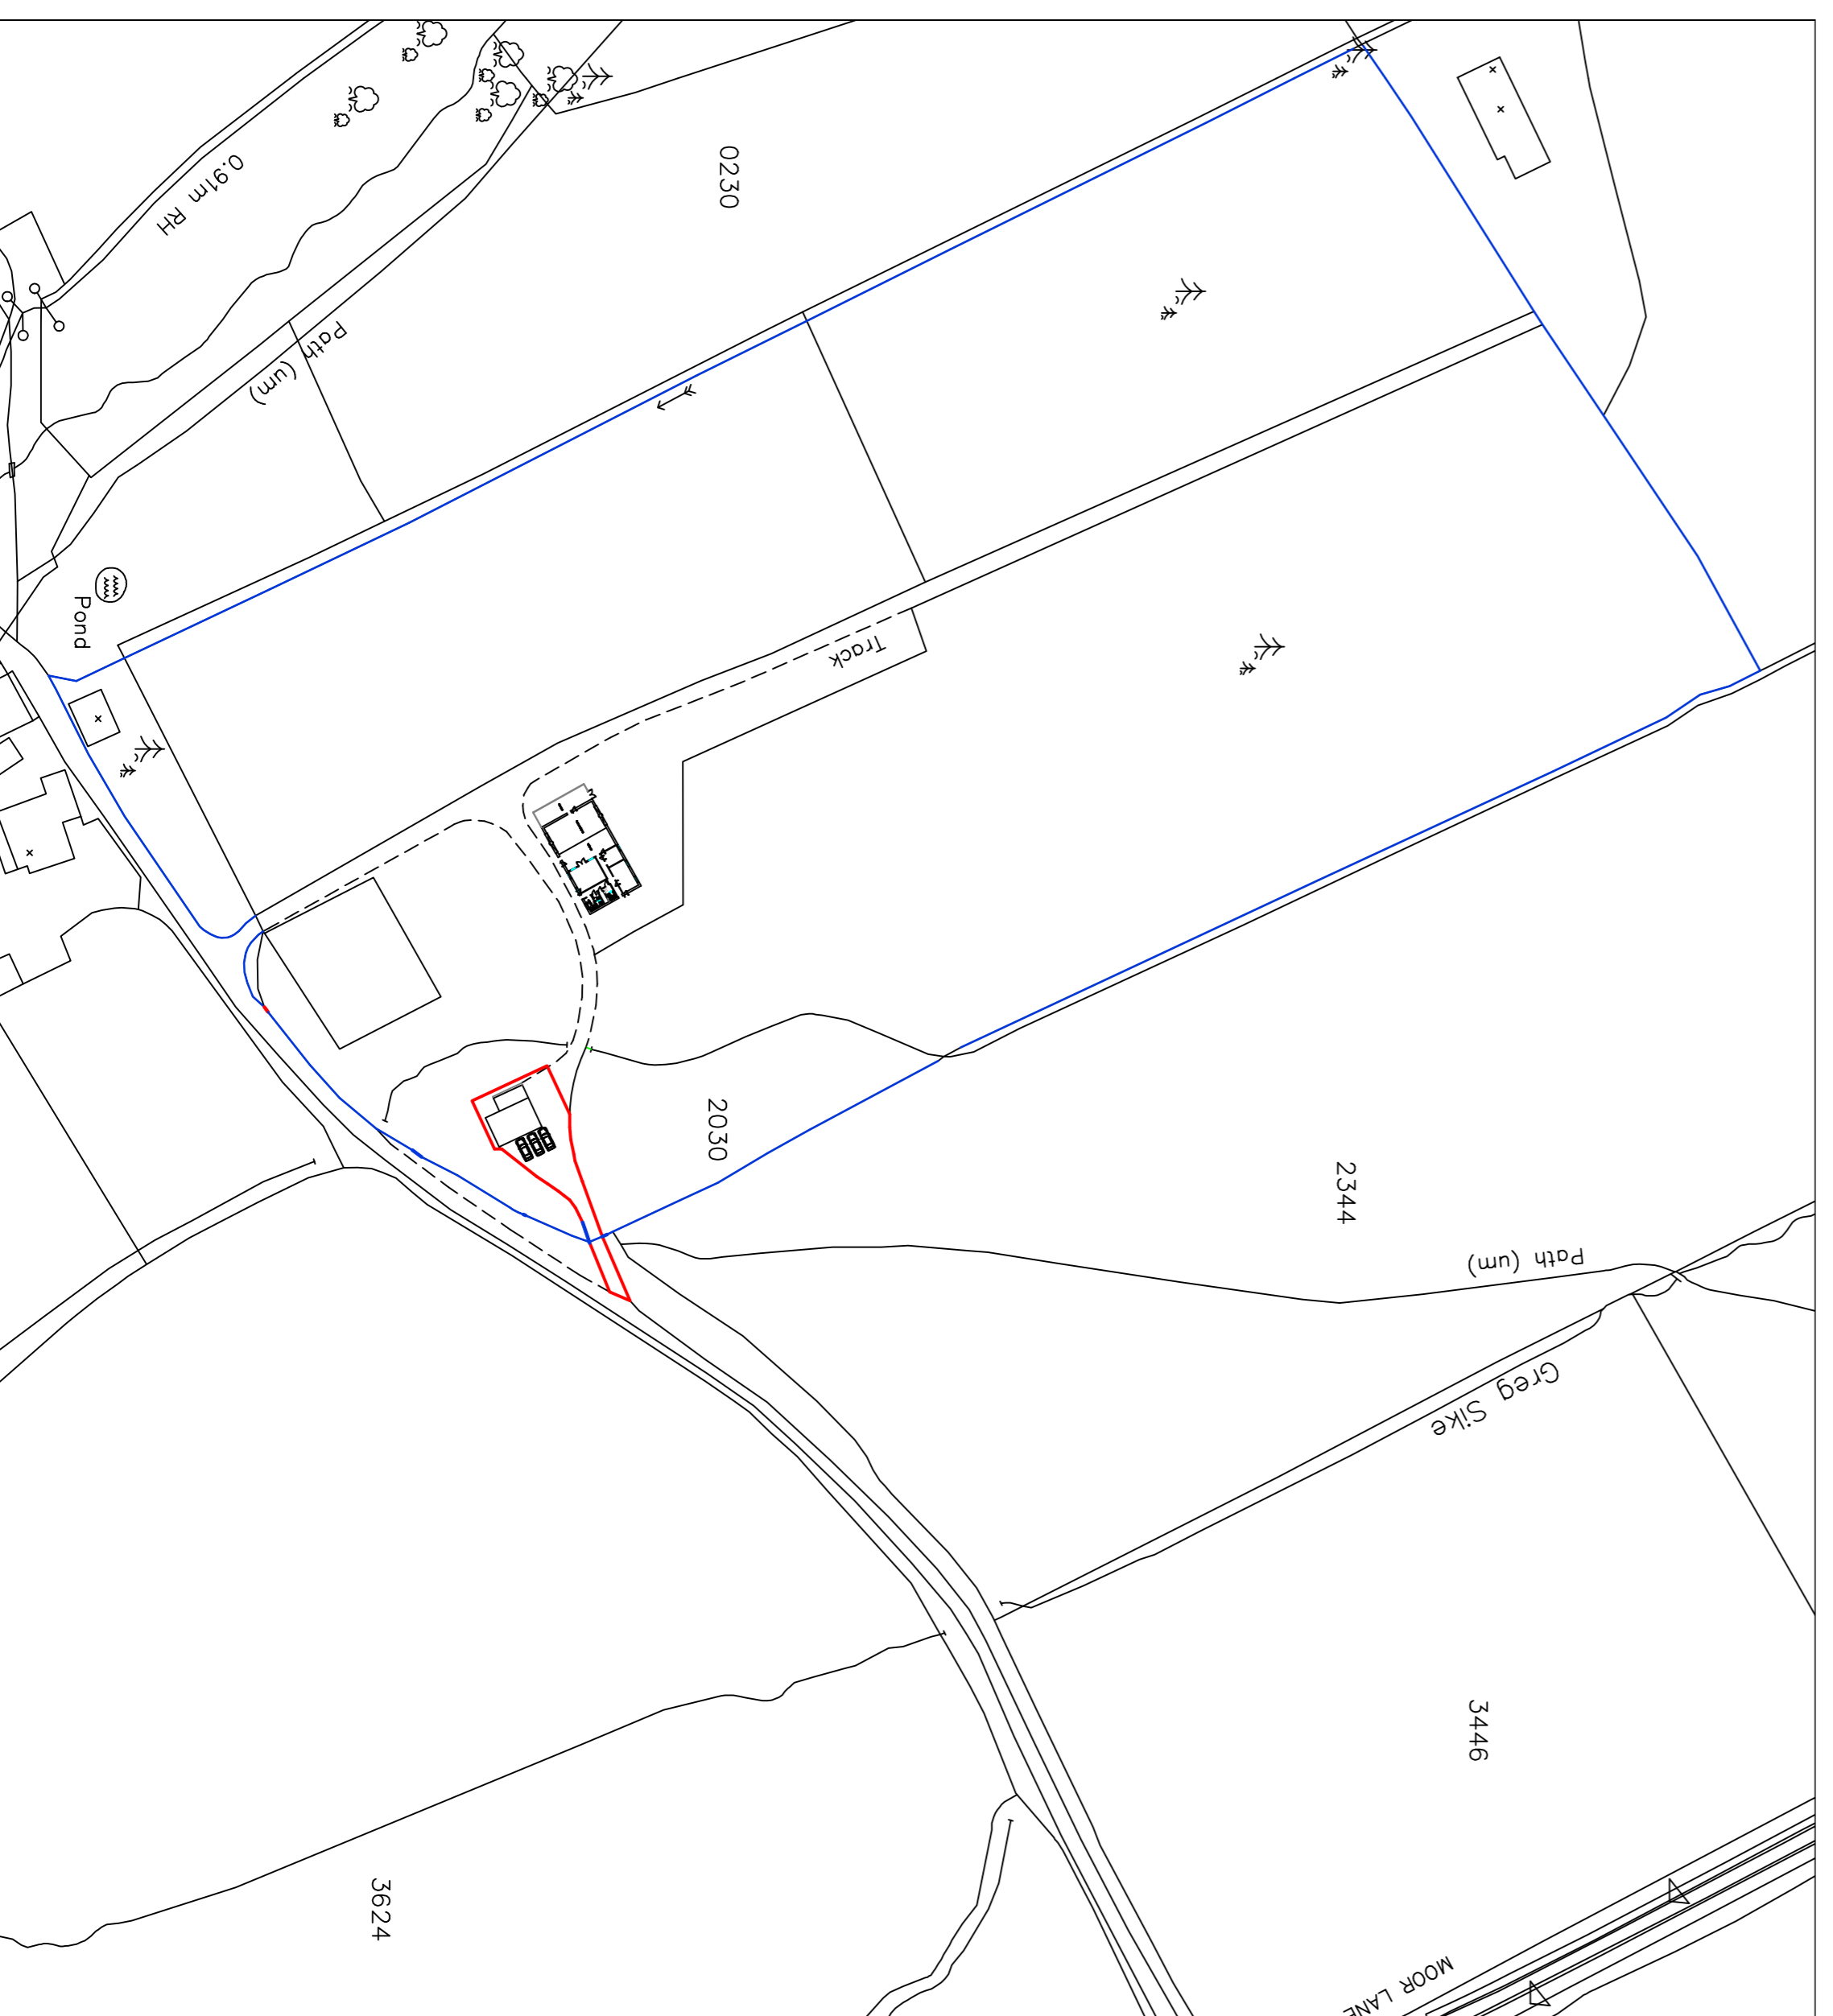 0230
0.91m RH
Path
(um)
Pond
Track
2030
2344
Path (um)
Greg Sike
3446
3624
MOOR LANE